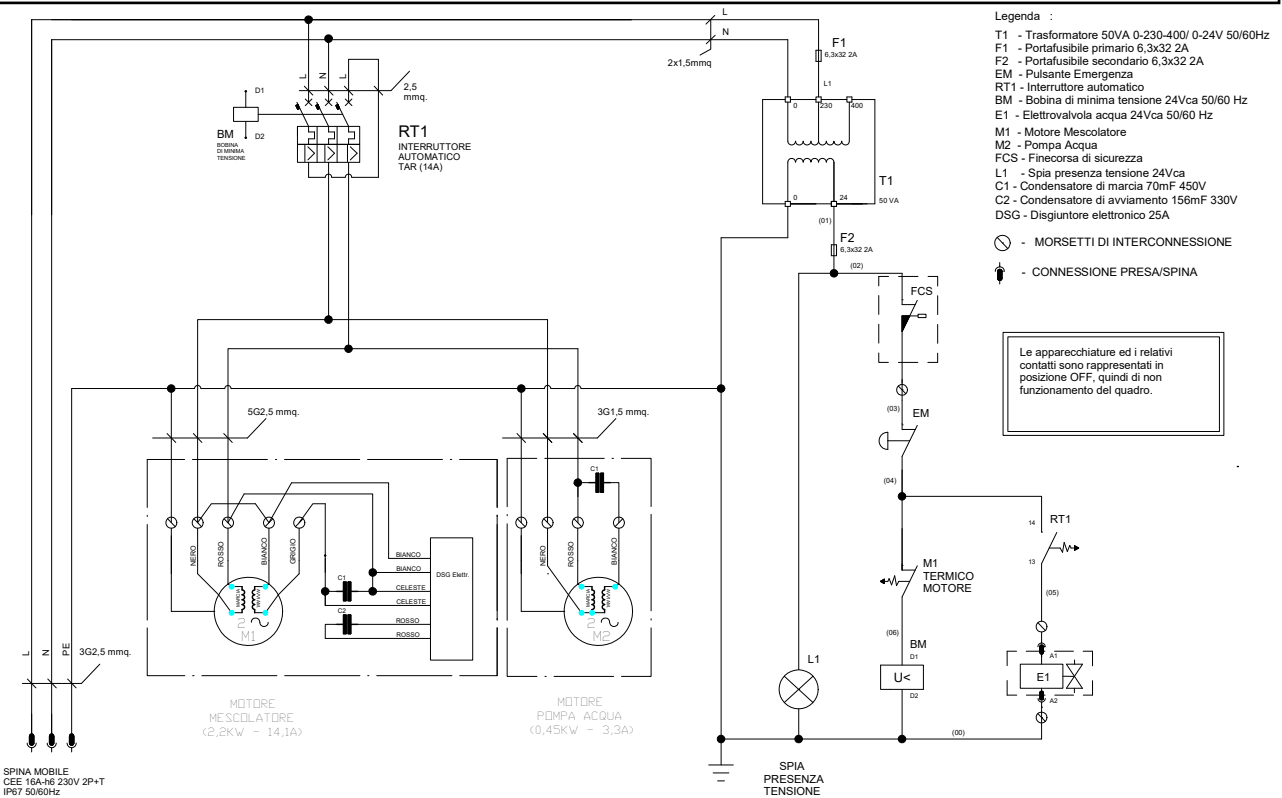 L
N
2x1,5mmq
F1
6,3x32 2A
L1
0
230
400
T1
50 VA
0
24
(01)
F2
6,3x32 2A
(02)
L
N
L
2,5
mmq.
D1
D2
BM
BOBINA
DI MINIMA
TENSIONE
RT1
INTERRUTTORE
AUTOMATICO
TAR (14A)
Legenda :
T1 - Trasformatore 50VA 0-230-400/ 0-24V 50/60Hz
F1 - Portafusibile primario 6,3x32 2A
F2 - Portafusibile secondario 6,3x32 2A
EM - Pulsante Emergenza
RT1 - Interruttore automatico
BM - Bobina di minima tensione 24Vca 50/60 Hz
E1 - Elettrovalvola acqua 24Vca 50/60 Hz
M1 - Motore Mescolatore
M2 - Pompa Acqua
FCS - Finecorsa di sicurezza
L1 - Spia presenza tensione 24Vca
C1 - Condensatore di marcia 70mF 450V
C2 - Condensatore di avviamento 156mF 330V
DSG - Disgiuntore elettronico 25A
- MORSETTI DI INTERCONNESSIONE
- CONNESSIONE PRESA/SPINA
Le apparecchiature ed i relativi
contatti sono rappresentati in
posizione OFF, quindi di non
funzionamento del quadro.
FCS
(03)
EM
(04)
M1
TERMICO
MOTORE
(06)
BM
D1
U<
D2
14
RT1
13
(05)
A1
E1
A2
(00)
L1
SPIA
PRESENZA
TENSIONE
5G2,5 mmq.
3G1,5 mmq.
NERO
ROSSO
BIANCO
GRIGIO
MARCIA
AVVIAV.
2
M1
C1
C2
BIANCO
BIANCO
CELESTE
CELESTE
ROSSO
ROSSO
DSG Elettr.
MOTORE
MESCOLATORE
(2,2KW - 14,1A)
C1
NERO
ROSSO
BIANCO
MARCIA
AVVIAV.
2
M2
MOTORE
POMPA ACQUA
(0,45KW - 3,3A)
L
N
PE
3G2,5 mmq.
SPINA MOBILE
CEE 16A-h6 230V 2P+T
IP67 50/60Hz